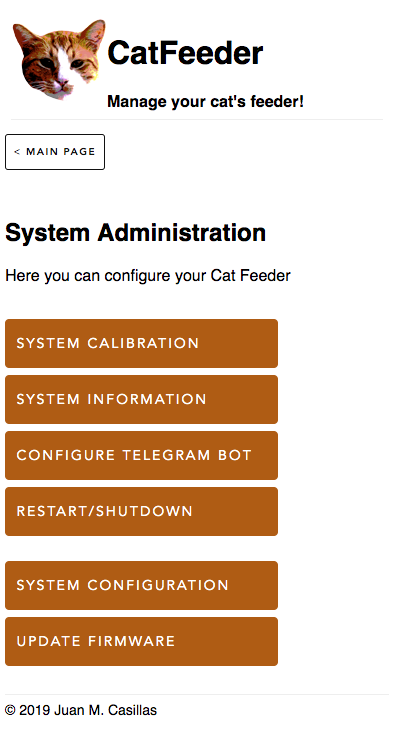 CatFeeder
Manage your cat's feeder!
< MAIN PAGE
System Administration
Here you can configure your Cat Feeder
SYSTEM CALIBRATION
SYSTEM INFORMATION
CONFIGURE TELEGRAM BOT
RESTART/SHUTDOWN
SYSTEM CONFIGURATION
UPDATE FIRMWARE
© 2019 Juan M. Casillas